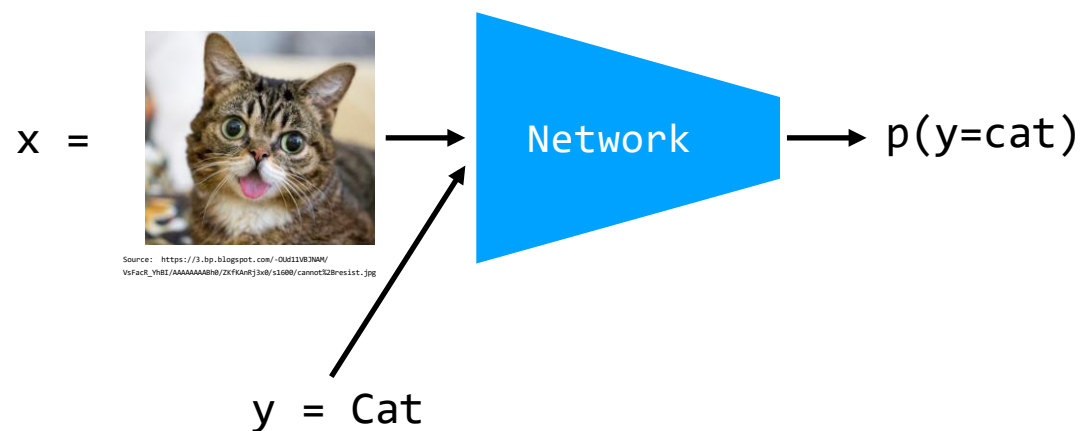 x =
Network
p(y=cat)
Source: https://3.bp.blogspot.com/-OUd11VBJNAM/
VsFacR_YhBI/AAAAAAAABh0/ZKfKAnRj3x0/s1600/cannot%2Bresist.jpg
y = Cat